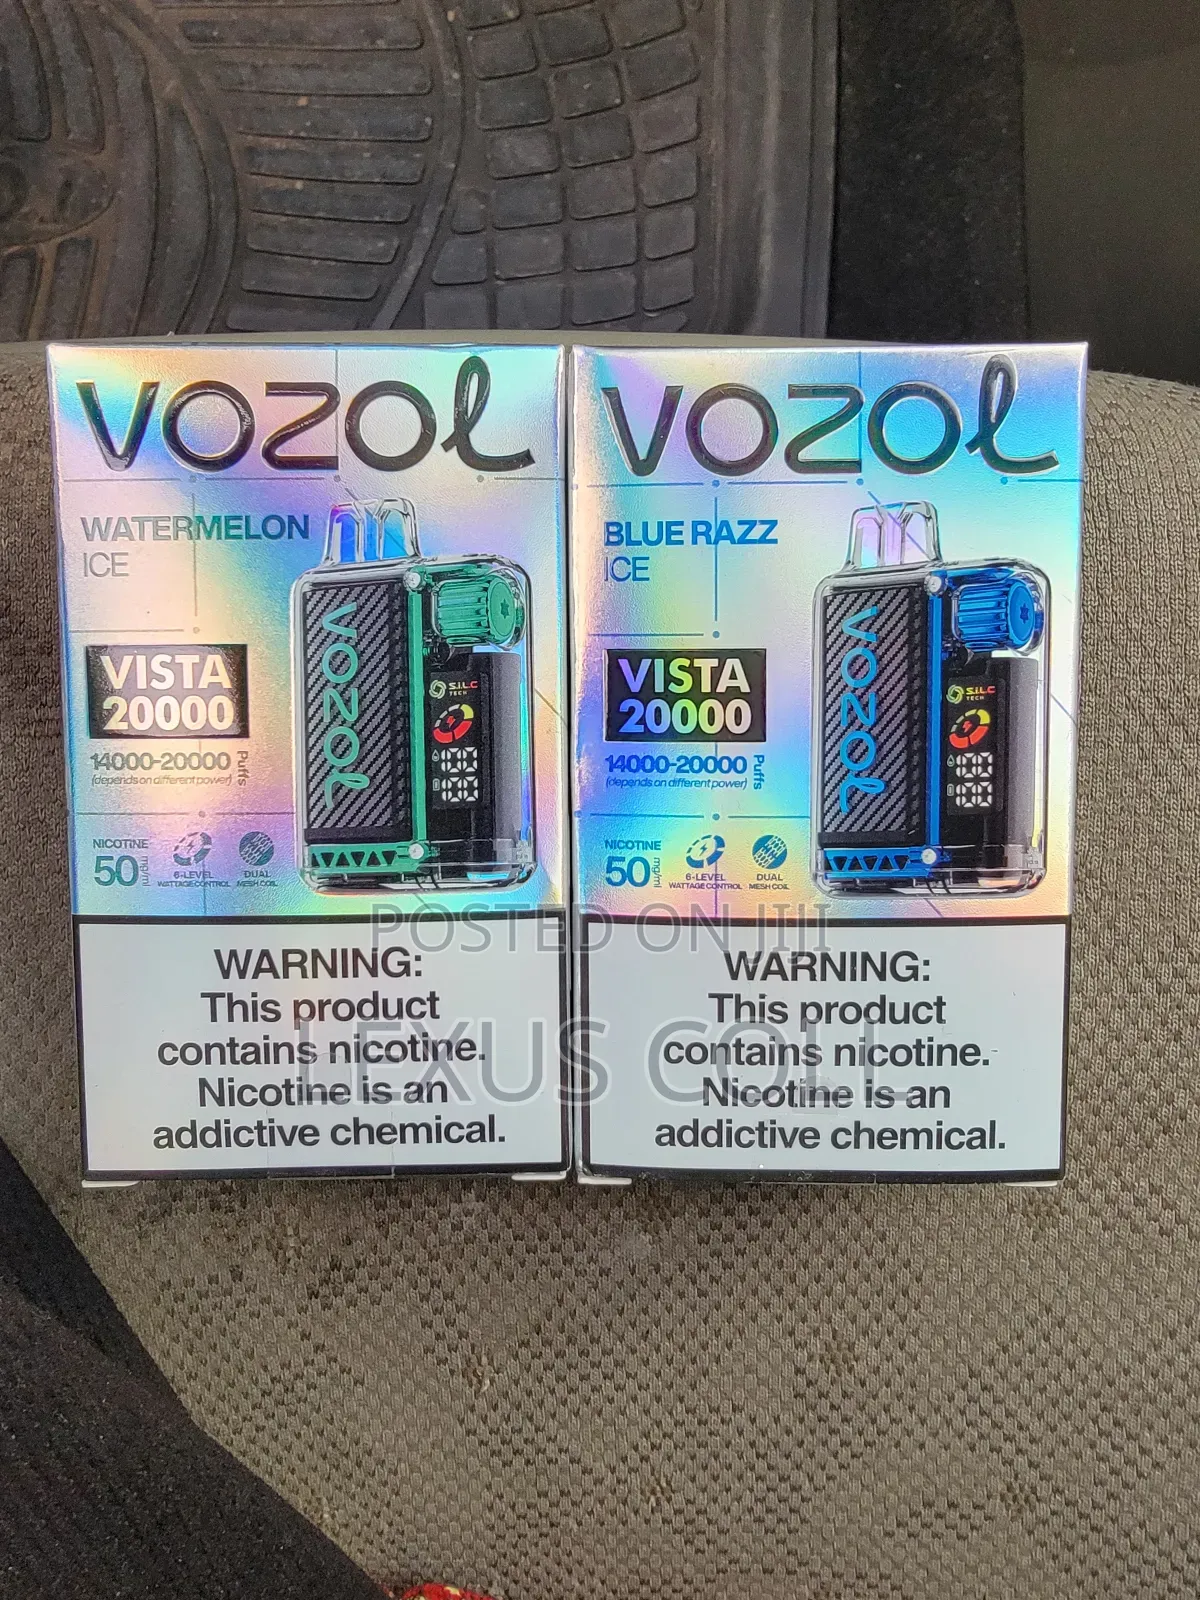 VOZOL
WATERMELON
ICE
VOZOL
S.i.L.C
TECH
VISTA
20000
14000-20000
Puffs
(depends on different power)
NICOTINE
50
mg/ml
6-LEVEL
WATTAGE CONTROL
DUAL
MESH COIL
WARNING:
This product
contains nicotine.
Nicotine is an
addictive chemical.
VOZOL
BLUE RAZZ
ICE
VOZOL
S.i.L.C
TECH
VISTA
20000
14000-20000
Puffs
(depends on different power)
NICOTINE
50
mg/ml
6-LEVEL
WATTAGE CONTROL
DUAL
MESH COIL
WARNING:
This product
contains nicotine.
Nicotine is an
addictive chemical.
POSTED ON JIJI
LEXUS COLL